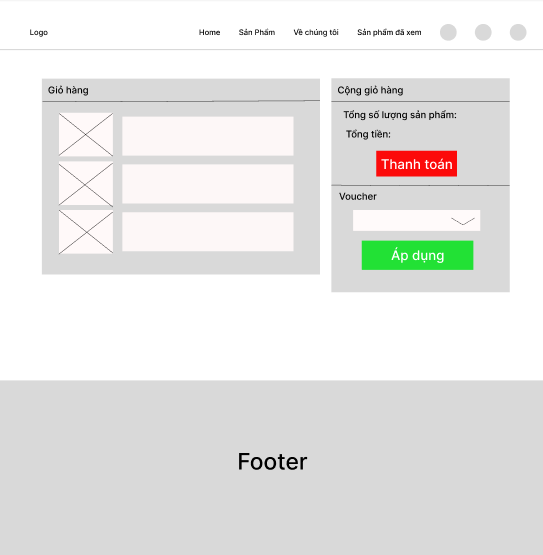 Logo
Home
Sản Phẩm
Về chúng tôi
Sản phẩm đã xem
Giỏ hàng
Cộng giỏ hàng
Tổng số lượng sản phẩm:
Tổng tiền:
Thanh toán
Voucher
Áp dụng
Footer